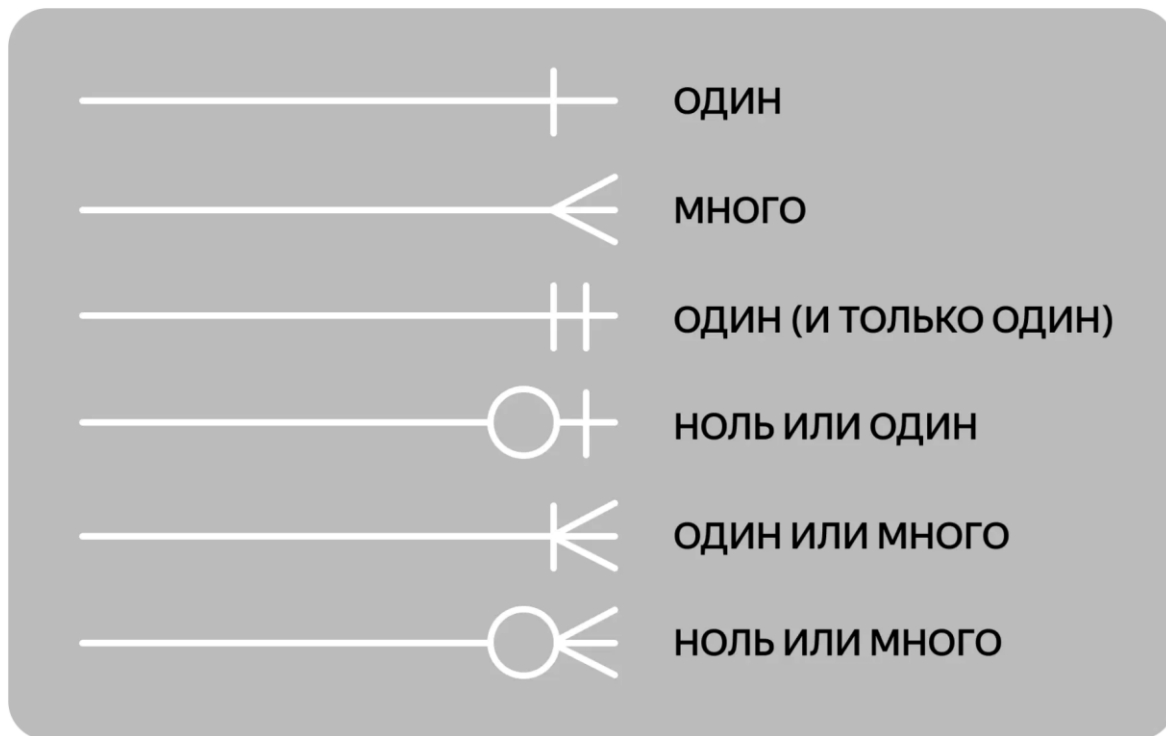 ОДИН
МНОГО
ОДИН (И ТОЛЬКО ОДИН)
НОЛЬ ИЛИ ОДИН
ОДИН ИЛИ МНОГО
НОЛЬ ИЛИ МНОГО